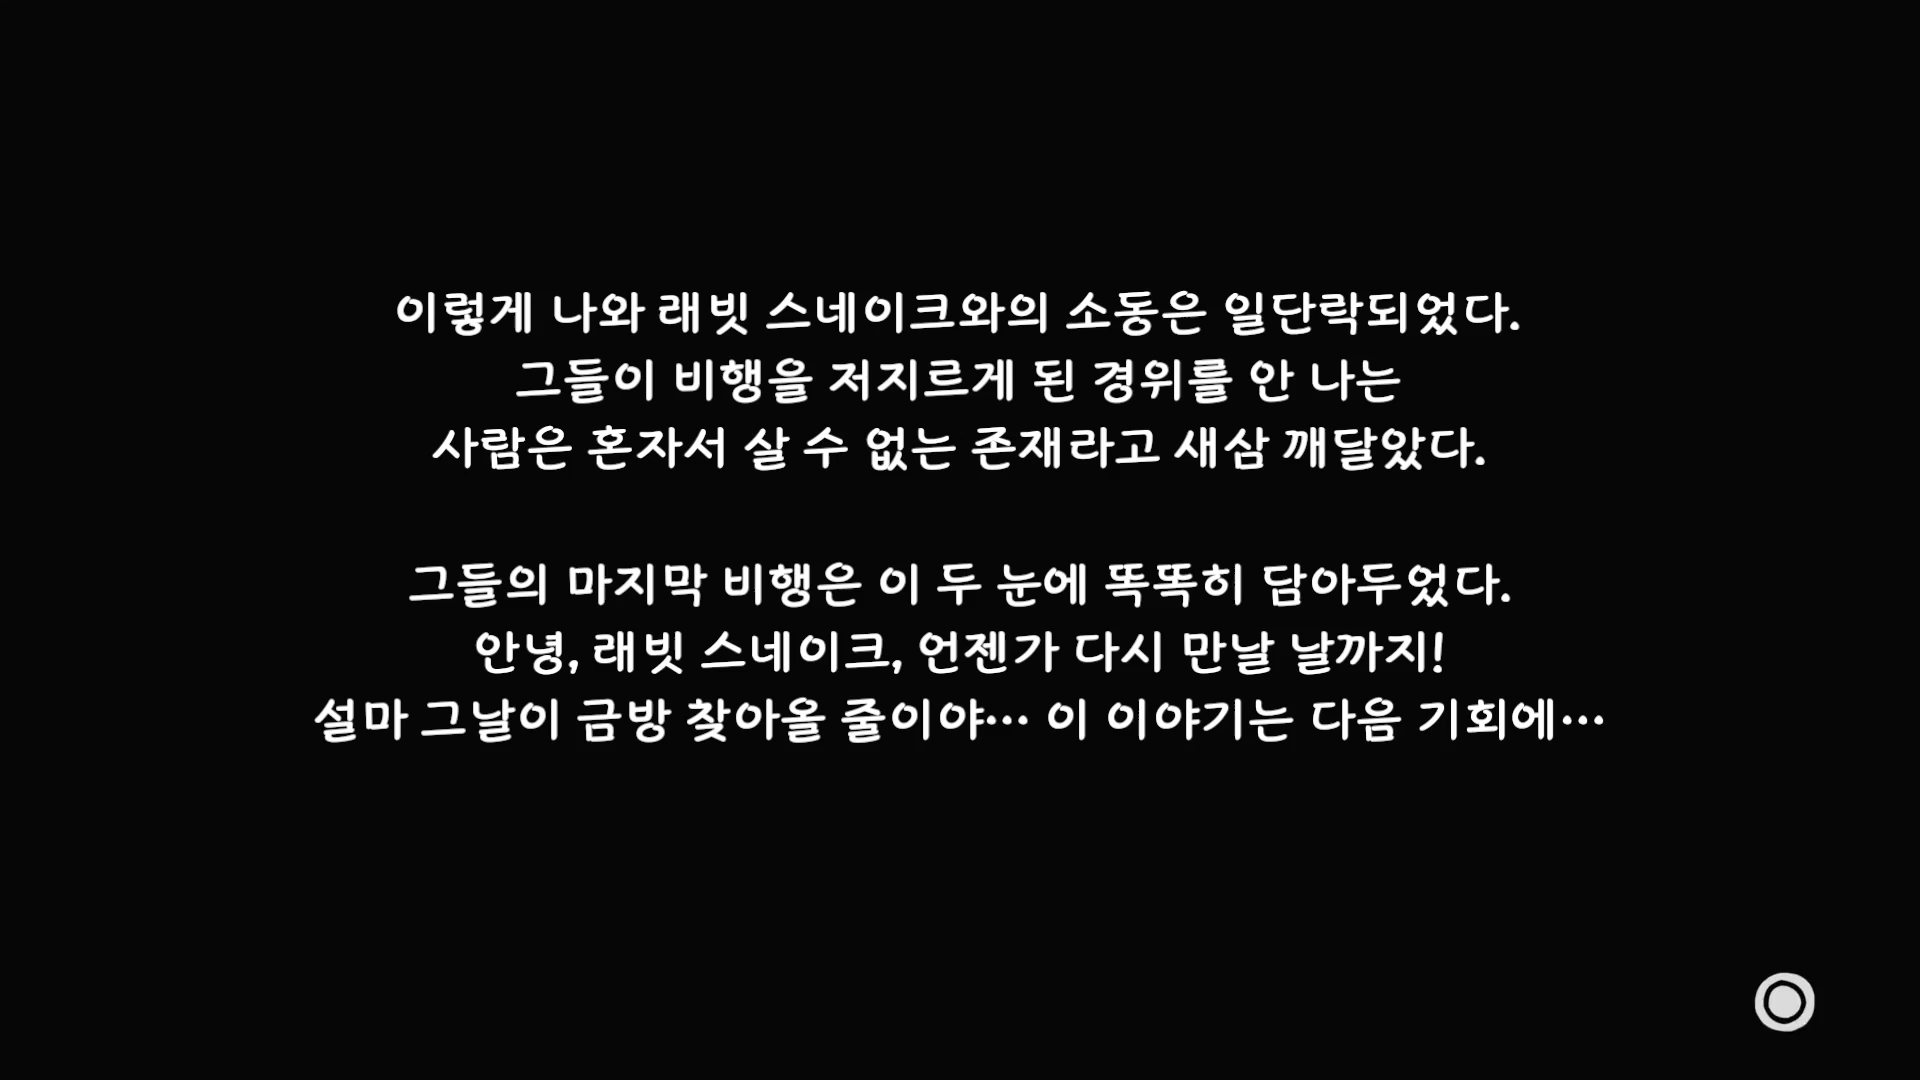 이렇게 나와 래빗 스네이크와의 소동은 일단락되었다.
그들이 비행을 저지르게 된 경위를 안 나는
사람은 혼자서 살 수 없는 존재라고 새삼 깨달았다.
그들의 마지막 비행은 이 두 눈에 똑똑히 담아두었다.
안녕, 래빗 스네이크, 언젠가 다시 만날 날까지!
설마 그날이 금방 찾아올 줄이야… 이 이야기는 다음 기회에…